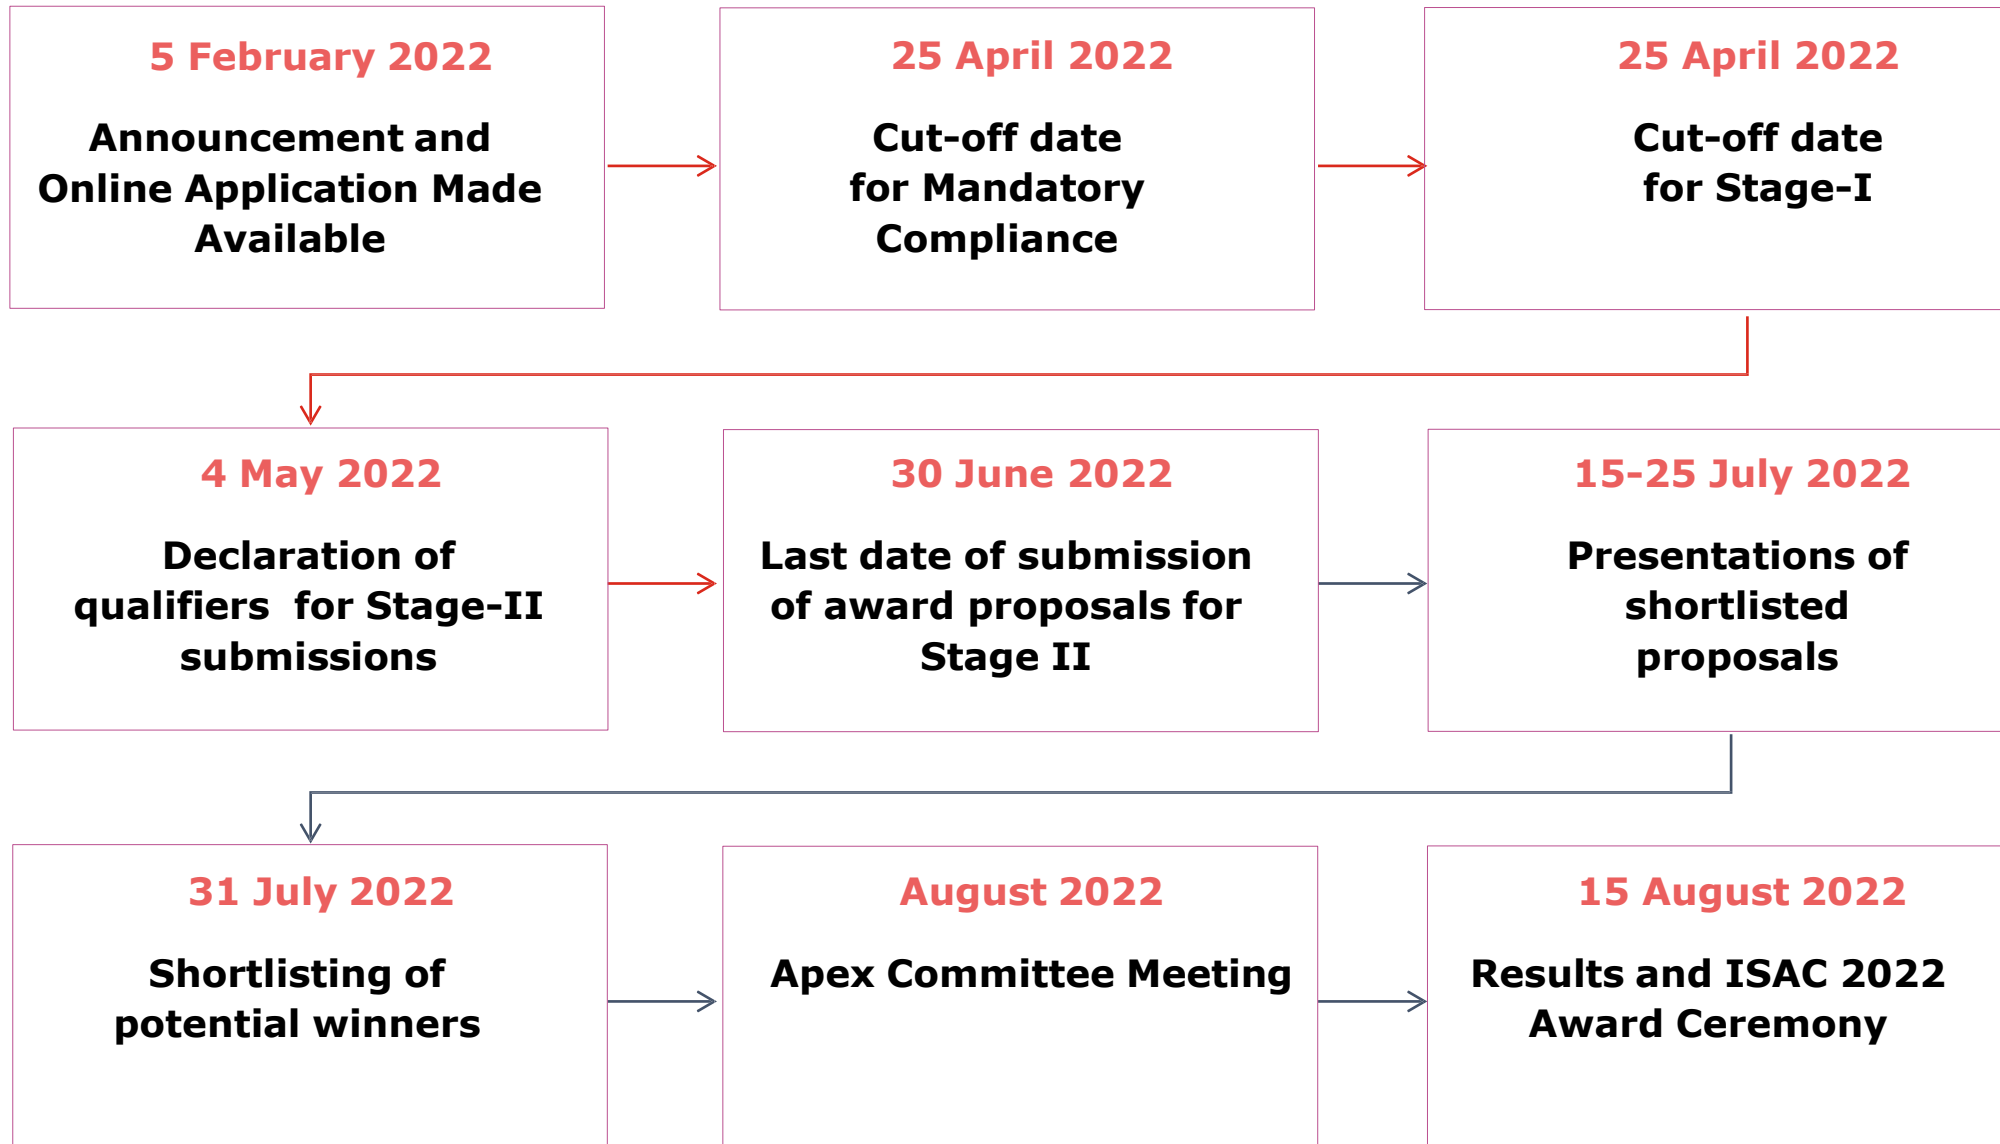 5 February 2022
Announcement and
Online Application Made
Available
25 April 2022
Cut-off date
for Mandatory
Compliance
25 April 2022
Cut-off date
for Stage-I
4 May 2022
Declaration of
qualifiers for Stage-II
submissions
30 June 2022
Last date of submission
of award proposals for
Stage II
15-25 July 2022
Presentations of
shortlisted
proposals
31 July 2022
Shortlisting of
potential winners
August 2022
Apex Committee Meeting
15 August 2022
Results and ISAC 2022
Award Ceremony